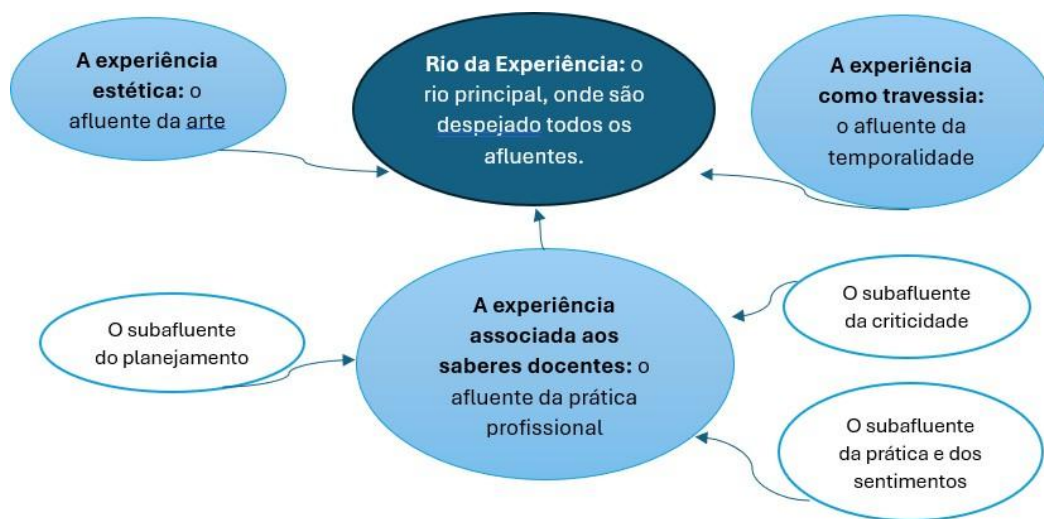 A experiência
estética: o
afluente da arte
Rio da Experiência: o
rio principal, onde são
despejado todos os
afluentes.
A experiência
como travessia:
o afluente da
temporalidade
O subafluente
do planejamento
A experiência
associada aos
saberes docentes: o
afluente da prática
profissional
O subafluente
da criticidade
O subafluente
da prática e dos
sentimentos